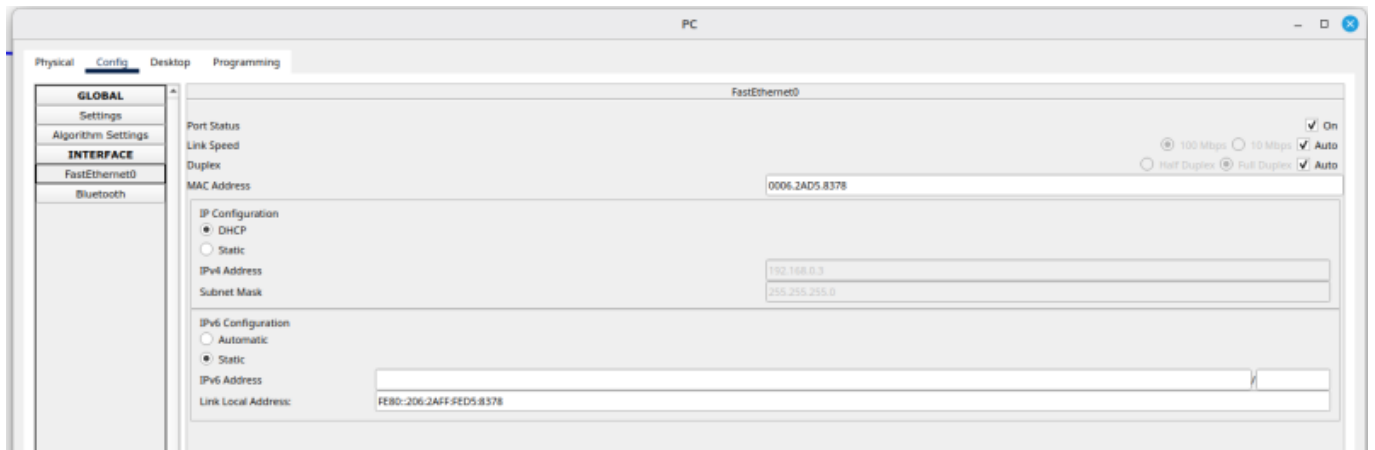 PC
Physical Config Desktop Programming
GLOBAL
Settings
Algorithm Settings
INTERFACE
FastEthernet0
Bluetooth
FastEthernet0
Port Status On
Link Speed 100 Mbps 10 Mbps Auto
Duplex Half Duplex Full Duplex Auto
MAC Address 0006.2AD5.8378
IP Configuration
DHCP
Static
IPv4 Address 192.168.0.3
Subnet Mask 255.255.255.0
IPv6 Configuration
Automatic
Static
IPv6 Address /
Link Local Address: FE80::206:2AFF:FED5:8378